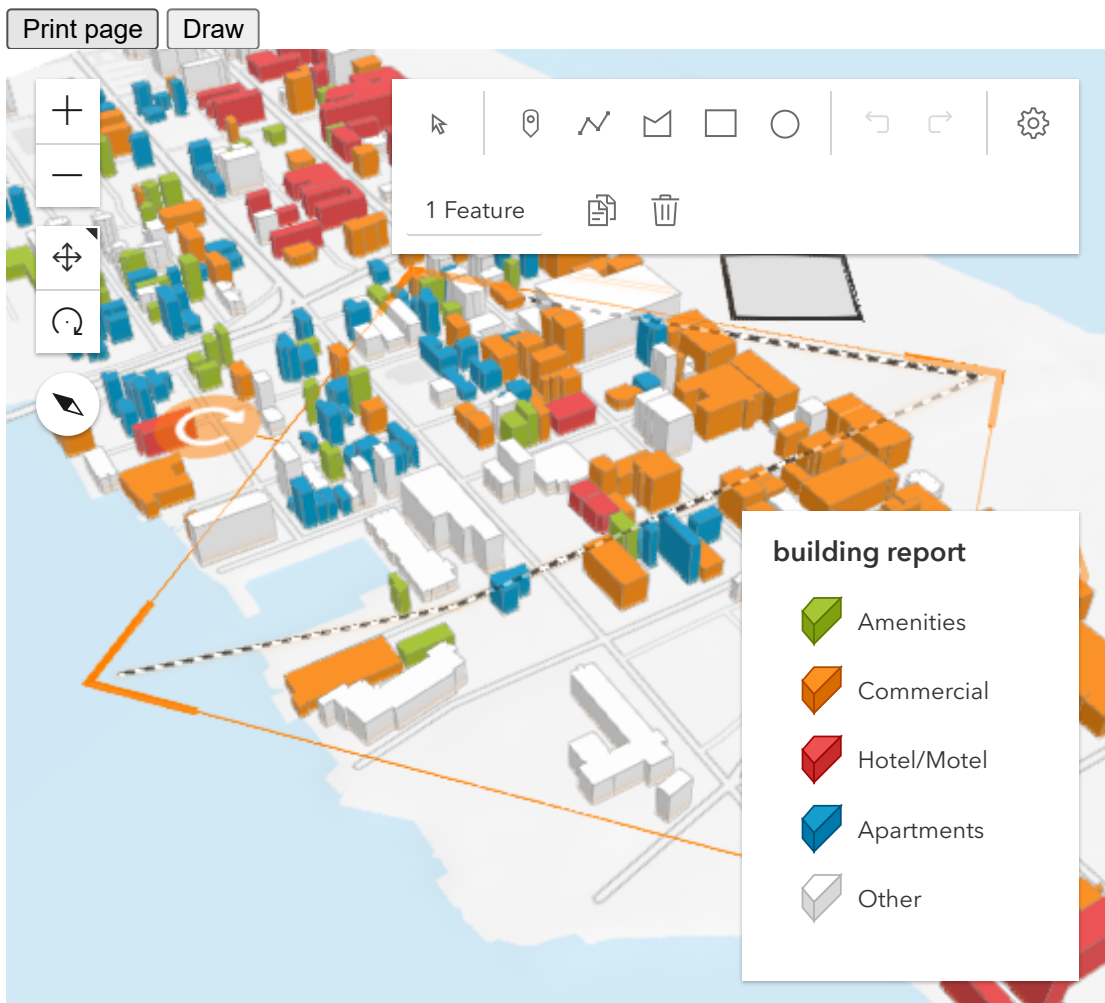 Print page Draw
1 Feature
building report
Amenities
Commercial
Hotel/Motel
Apartments
Other